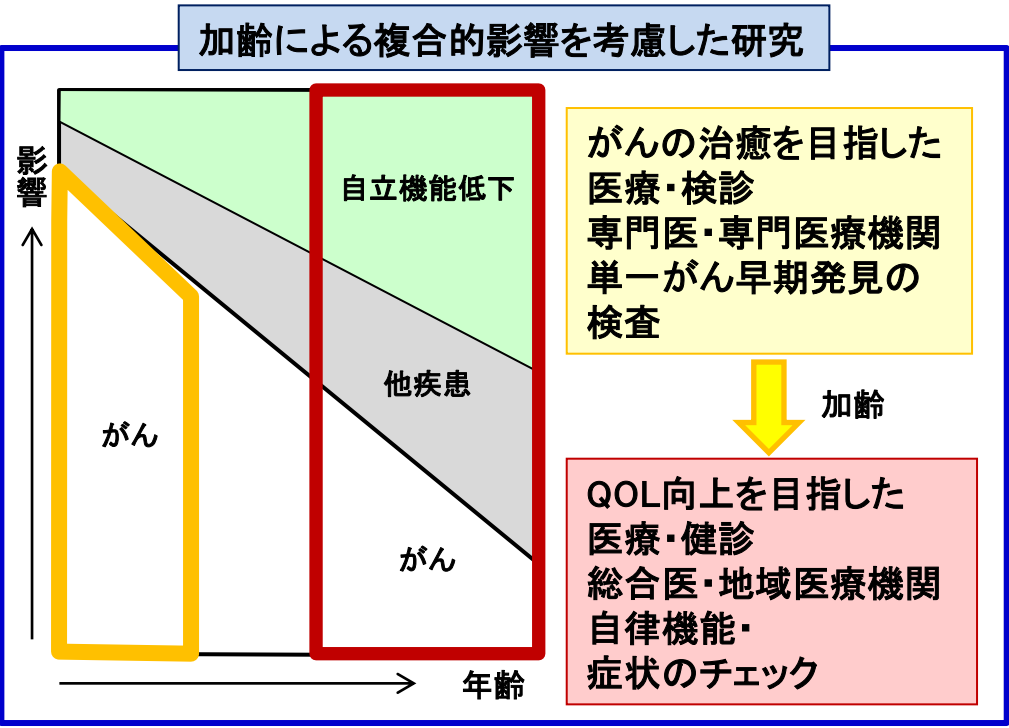 加齢による複合的影響を考慮した研究
影響
自立機能低下
他疾患
がん
がん
年齢
がんの治癒を目指した
医療・検診
専門医・専門医療機関
単一がん早期発見の
検査
加齢
QOL向上を目指した
医療・健診
総合医・地域医療機関
自律機能・
症状のチェック